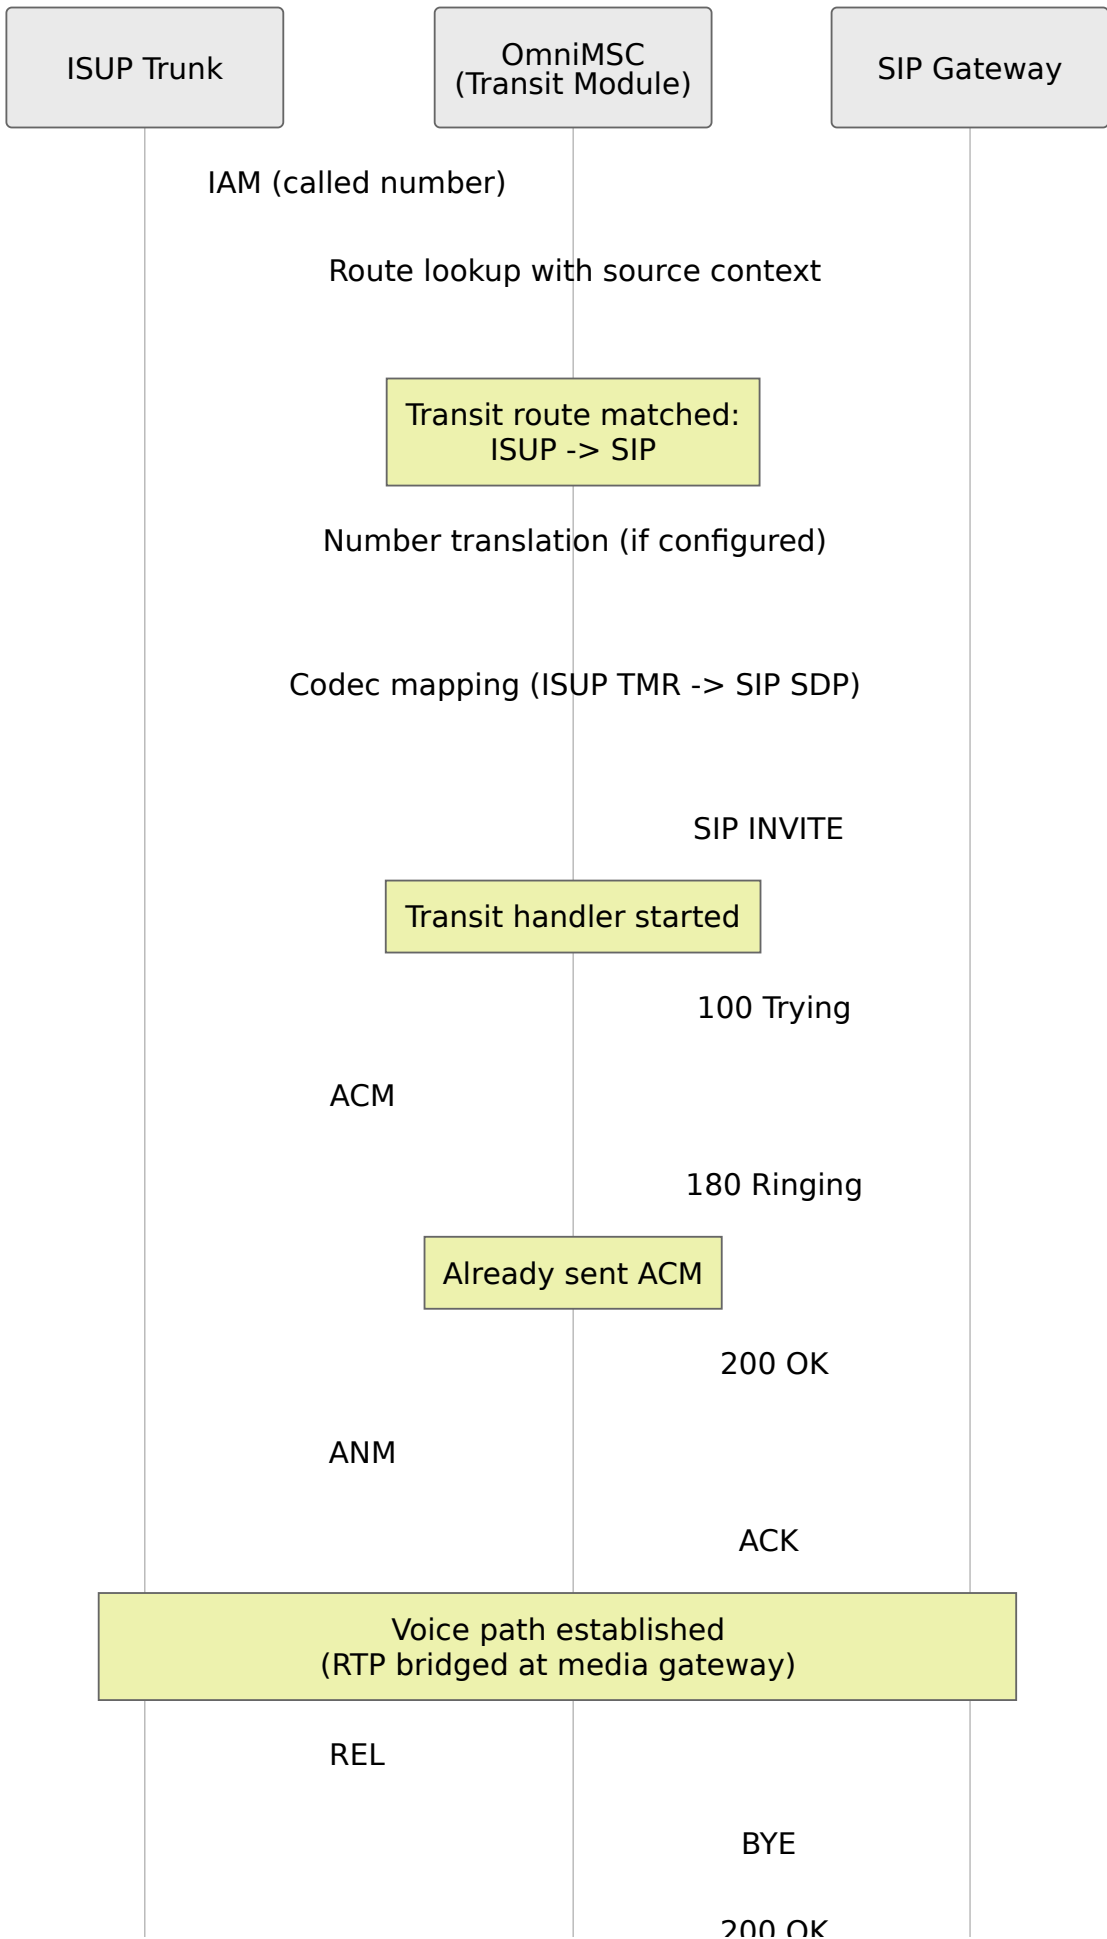 ISUP Trunk
OmniMSC
(Transit Module)
SIP Gateway
IAM (called number)
Route lookup with source context
Transit route matched:
ISUP -> SIP
Number translation (if configured)
Codec mapping (ISUP TMR -> SIP SDP)
SIP INVITE
Transit handler started
100 Trying
ACM
180 Ringing
Already sent ACM
200 OK
ANM
ACK
Voice path established
(RTP bridged at media gateway)
REL
BYE
200 OK